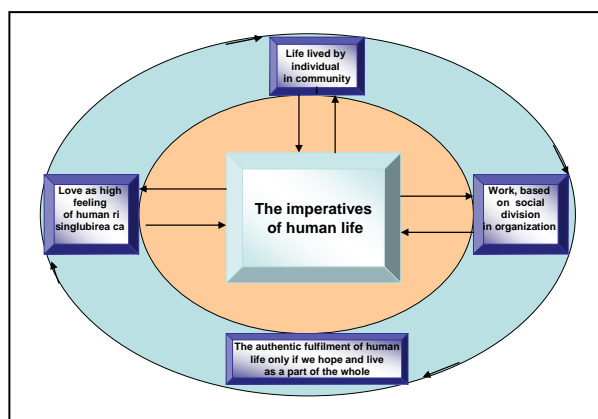 Life lived by
individual
in community
Love as high
feeling
of human ri
singlubirea ca
The imperatives
of human life
Work, based
on social
division
in organization
The authentic fulfilment of human
life only if we hope and live
as a part of the whole